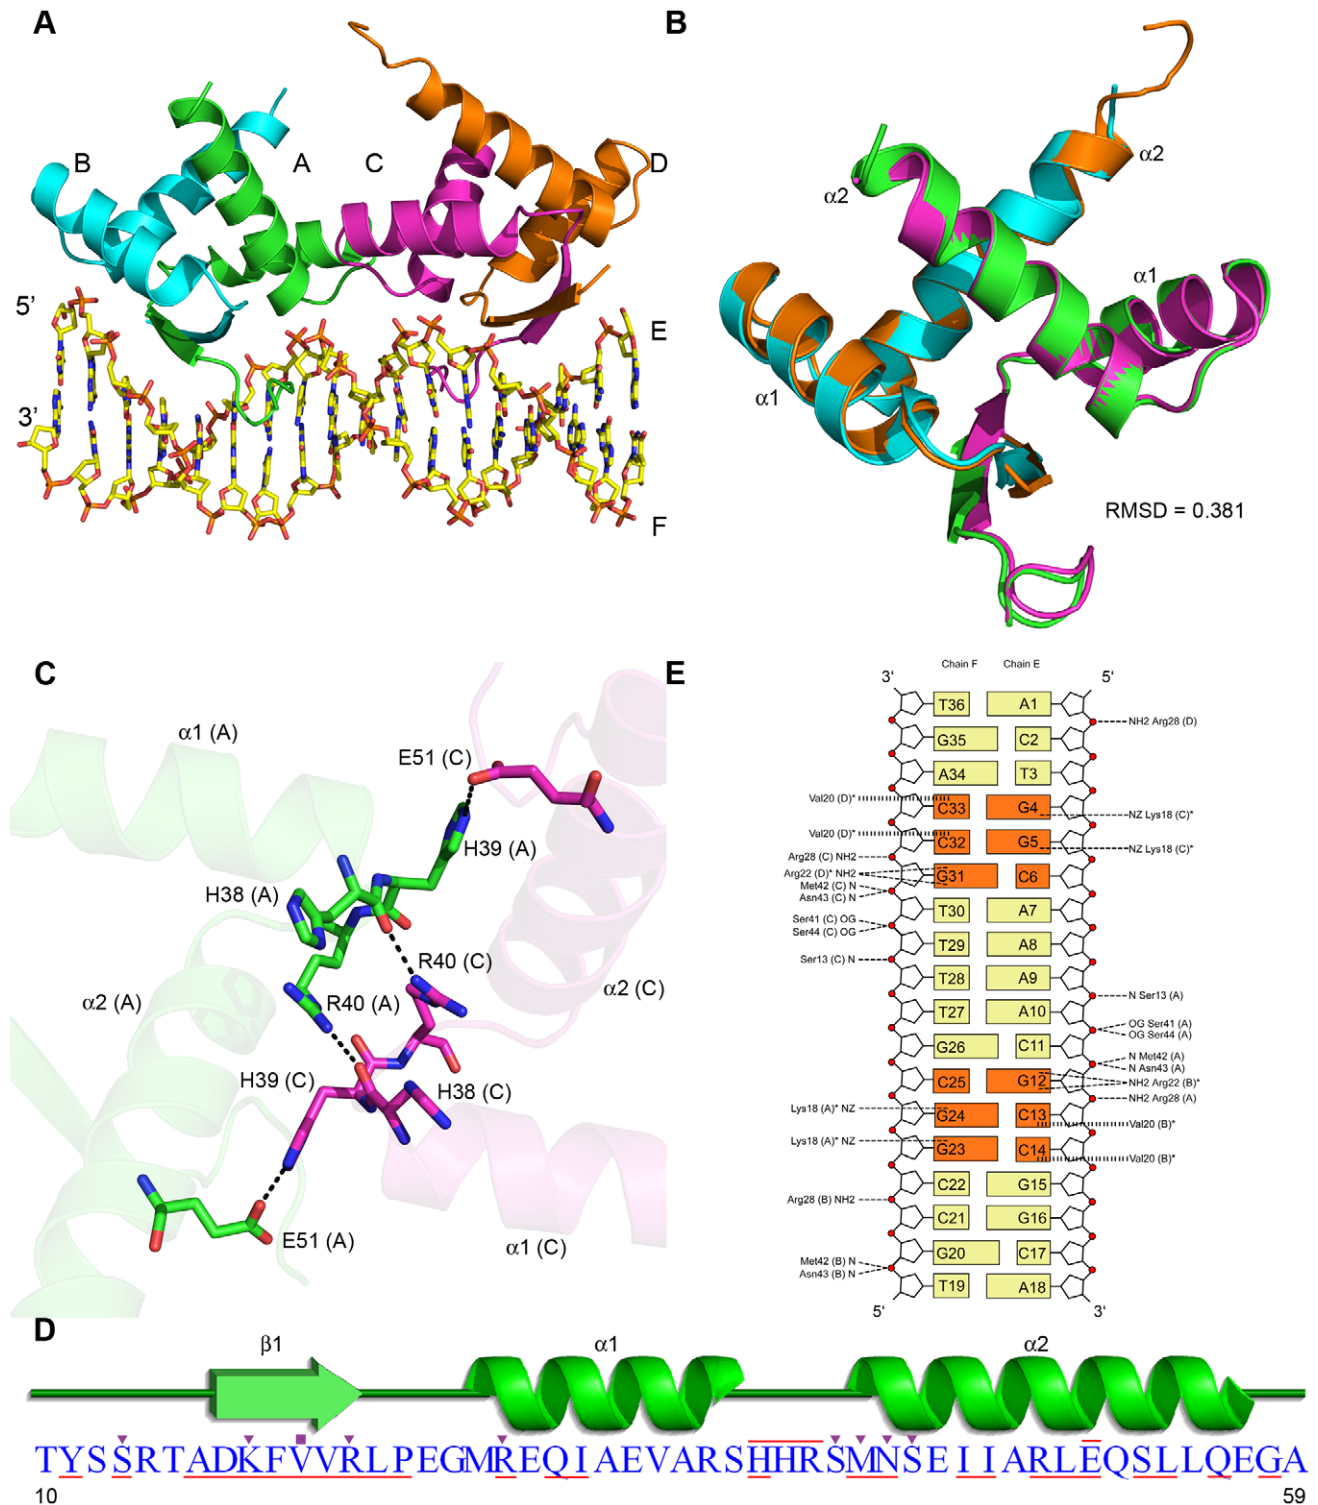 A
B
C
D
B
A
C
D
5’
3’
E
F
α2
α2
α1
α1
RMSD = 0.381
C
α1 (A)
E51 (C)
H39 (A)
H38 (A)
R40 (C)
α2 (A)
R40 (A)
α2 (C)
H39 (C)
H38 (C)
E51 (A)
α1 (C)
E
Chain F Chain E
3‘ 5‘
T36 A1
NH2 Arg28 (D)
G35 C2
A34 T3
Val20 (D)*
C33 G4
NZ Lys18 (C)*
Val20 (D)*
C32 G5
NZ Lys18 (C)*
Arg28 (C) NH2
Arg22 (D)* NH2
G31 C6
Met42 (C) N
Asn43 (C) N
T30 A7
Ser41 (C) OG
Ser44 (C) OG
T29 A8
Ser13 (C) N
T28 A9
N Ser13 (A)
T27 A10
OG Ser41 (A)
OG Ser44 (A)
G26 C11
N Met42 (A)
N Asn43 (A)
C25 G12
NH2 Arg22 (B)*
NH2 Arg28 (A)
Lys18 (A)* NZ
G24 C13
Val20 (B)*
Lys18 (A)* NZ
G23 C14
Val20 (B)*
C22 G15
Arg28 (B) NH2
C21 G16
G20 C17
Met42 (B) N
Asn43 (B) N
T19 A18
5‘ 3‘
D
β1 α1 α2
TYSSRTADKFVVRLPEGMREQIAEVARSHHRSMNSEIIARLEQSLLQEGA
10 59